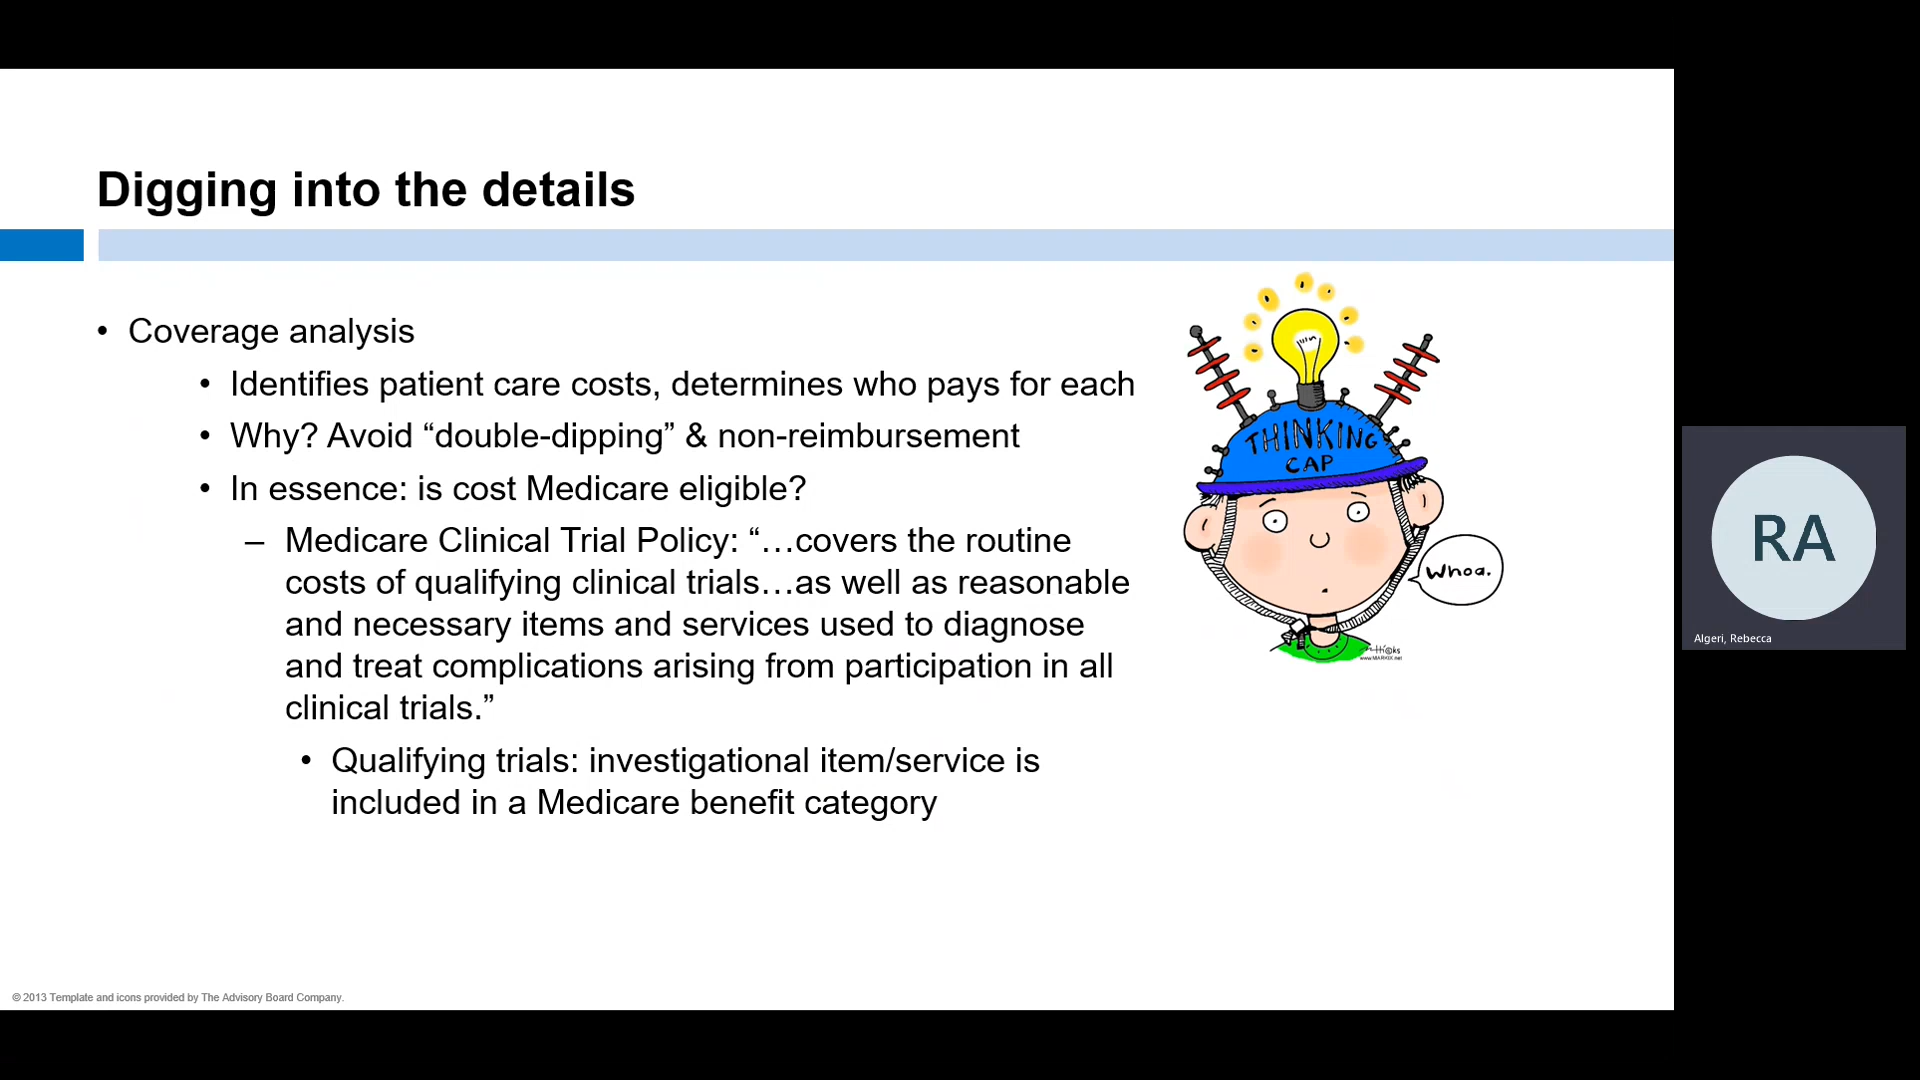 Digging into the details
• Coverage analysis
• Identifies patient care costs, determines who pays for each
• Why? Avoid “double-dipping” & non-reimbursement
• In essence: is cost Medicare eligible?
– Medicare Clinical Trial Policy: “…covers the routine
costs of qualifying clinical trials…as well as reasonable
and necessary items and services used to diagnose
and treat complications arising from participation in all
clinical trials.”
• Qualifying trials: investigational item/service is
included in a Medicare benefit category
THINKING
CAP
Whoa.
www.MARKIX.net
RA
Algeri, Rebecca
© 2013 Template and icons provided by The Advisory Board Company.